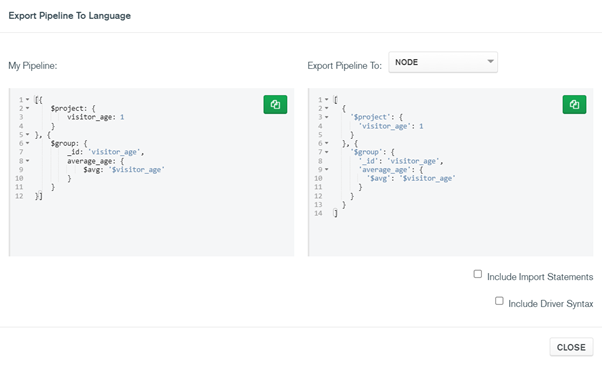 Export Pipeline To Language
My Pipeline:
1 [{
2 $project: {
3 visitor_age: 1
4 }
5 }, {
6 $group: {
7 _id: 'visitor_age',
8 average_age: {
9 $avg: '$visitor_age'
10 }
11 }
12 }]
Export Pipeline To: NODE
1 [
2 {
3 '$project': {
4 'visitor_age': 1
5 }
6 }, {
7 '$group': {
8 '_id': 'visitor_age',
9 'average_age': {
10 '$avg': '$visitor_age'
11 }
12 }
13 }
14 ]
Include Import Statements
Include Driver Syntax
CLOSE